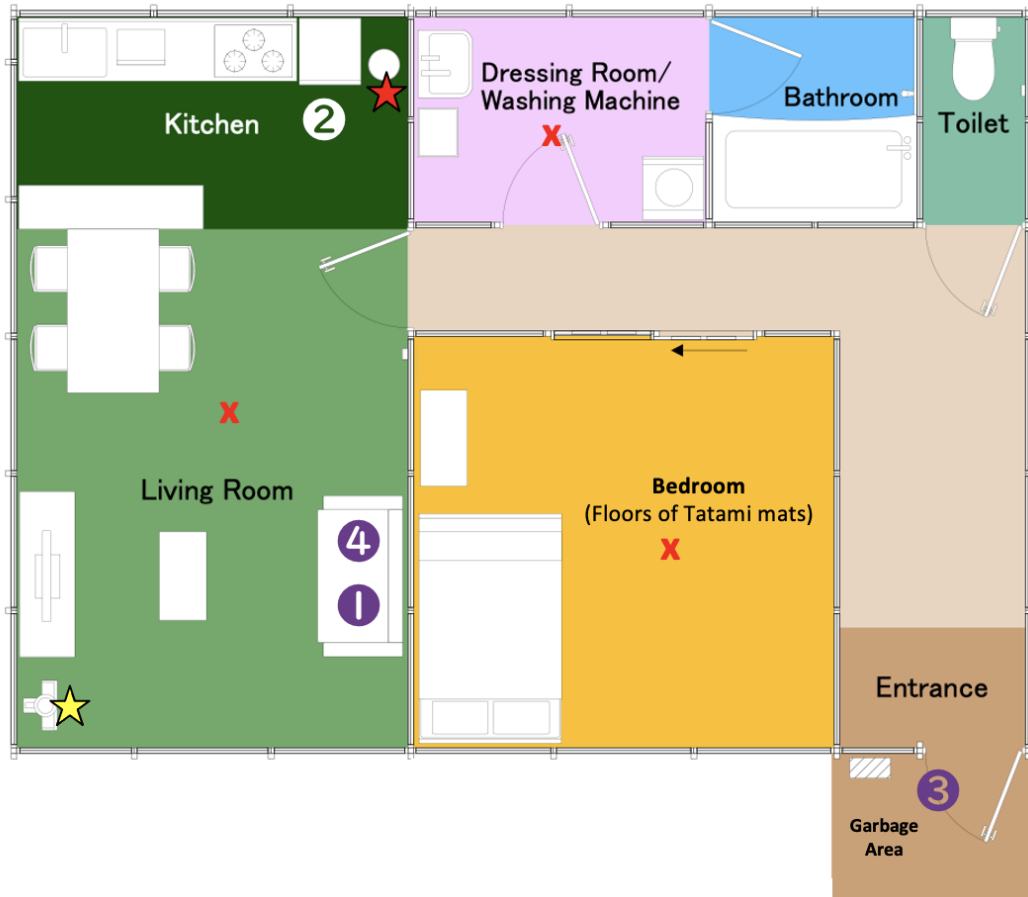 Dressing Room/
Washing Machine
Bathroom
Toilet
Kitchen
2
x
x
Living Room
4
1
Bedroom
(Floors of Tatami mats)
x
Entrance
3
Garbage
Area